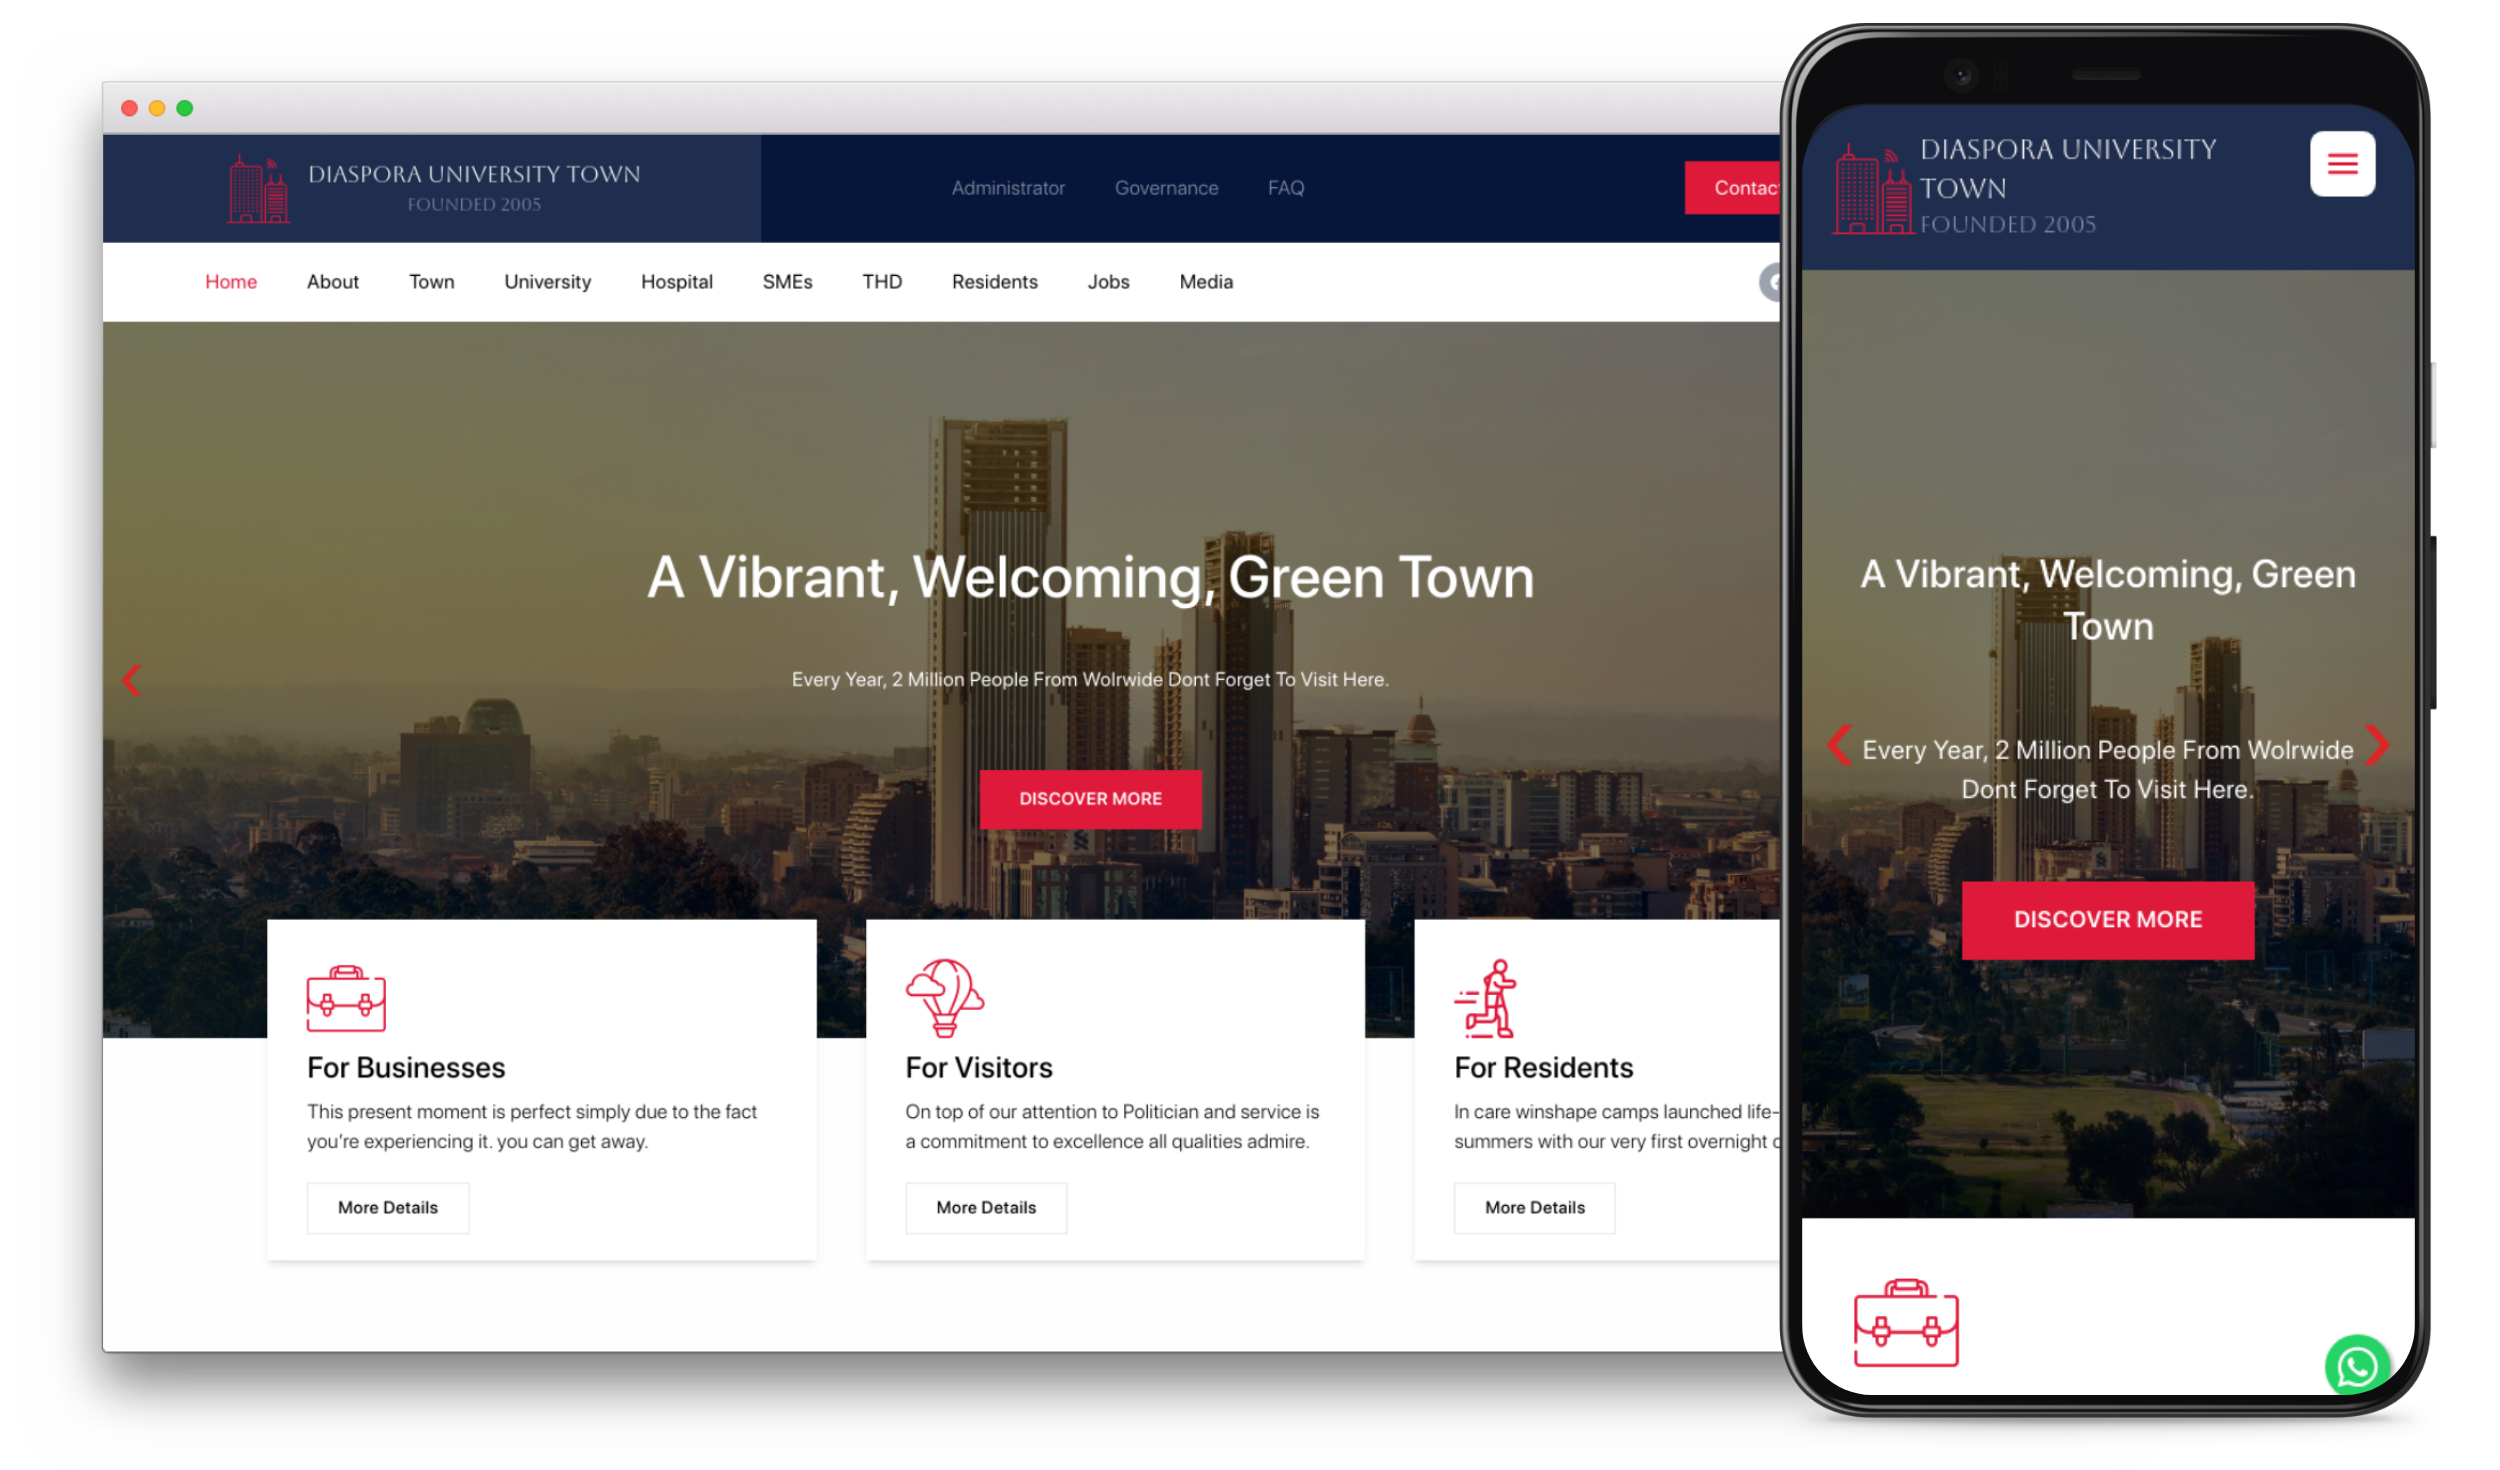 DIASPORA UNIVERSITY TOWN
FOUNDED 2005
Administrator Governance FAQ
Home About Town University Hospital SMEs THD Residents Jobs Media
A Vibrant, Welcoming, Green Town
Every Year, 2 Million People From Wolrwide Dont Forget To Visit Here.
DISCOVER MORE
For Businesses
This present moment is perfect simply due to the fact
you're experiencing it. you can get away.
More Details
For Visitors
On top of our attention to Politician and service is
a commitment to excellence all qualities admire.
More Details
For Residents
In care winshape camps launched life-
summers with our very first overnight
More Details
DIASPORA UNIVERSITY
TOWN
FOUNDED 2005
A Vibrant, Welcoming, Green
Town
Every Year, 2 Million People From Wolrwide
Dont Forget To Visit Here.
DISCOVER MORE